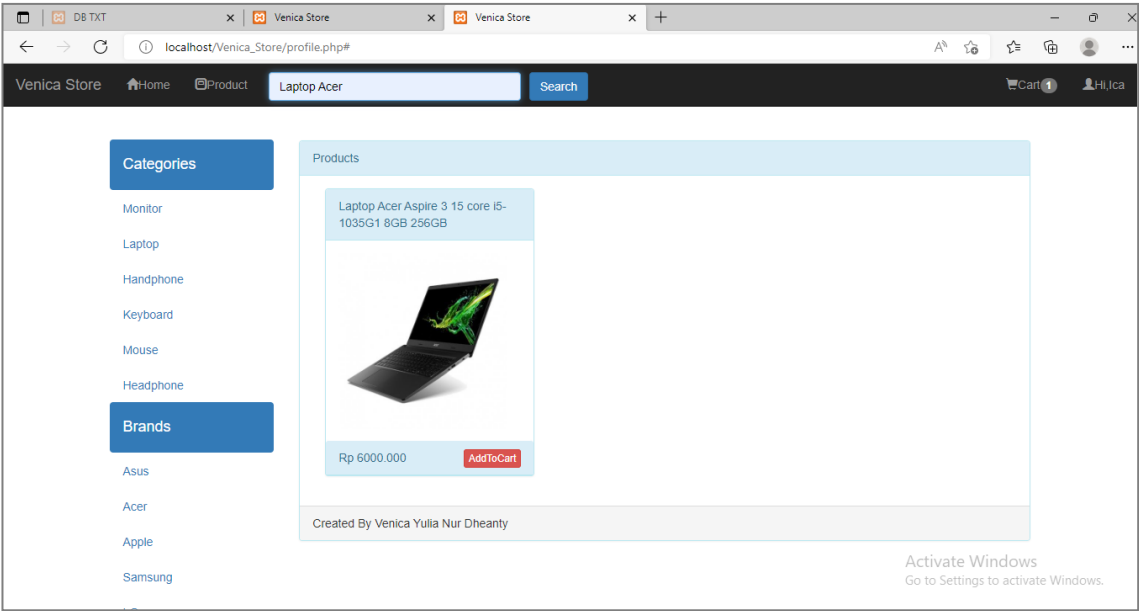 DB TXT
Venica Store
Venica Store
localhost/Venica_Store/profile.php#
Venica Store Home Product Laptop Acer Search Cart 1 Hi,Ica
Categories
Monitor
Laptop
Handphone
Keyboard
Mouse
Headphone
Brands
Asus
Acer
Apple
Samsung
Products
Laptop Acer Aspire 3 15 core i5-
1035G1 8GB 256GB
Rp 6000.000 AddToCart
Created By Venica Yulia Nur Dheanty
Activate Windows
Go to Settings to activate Windows.